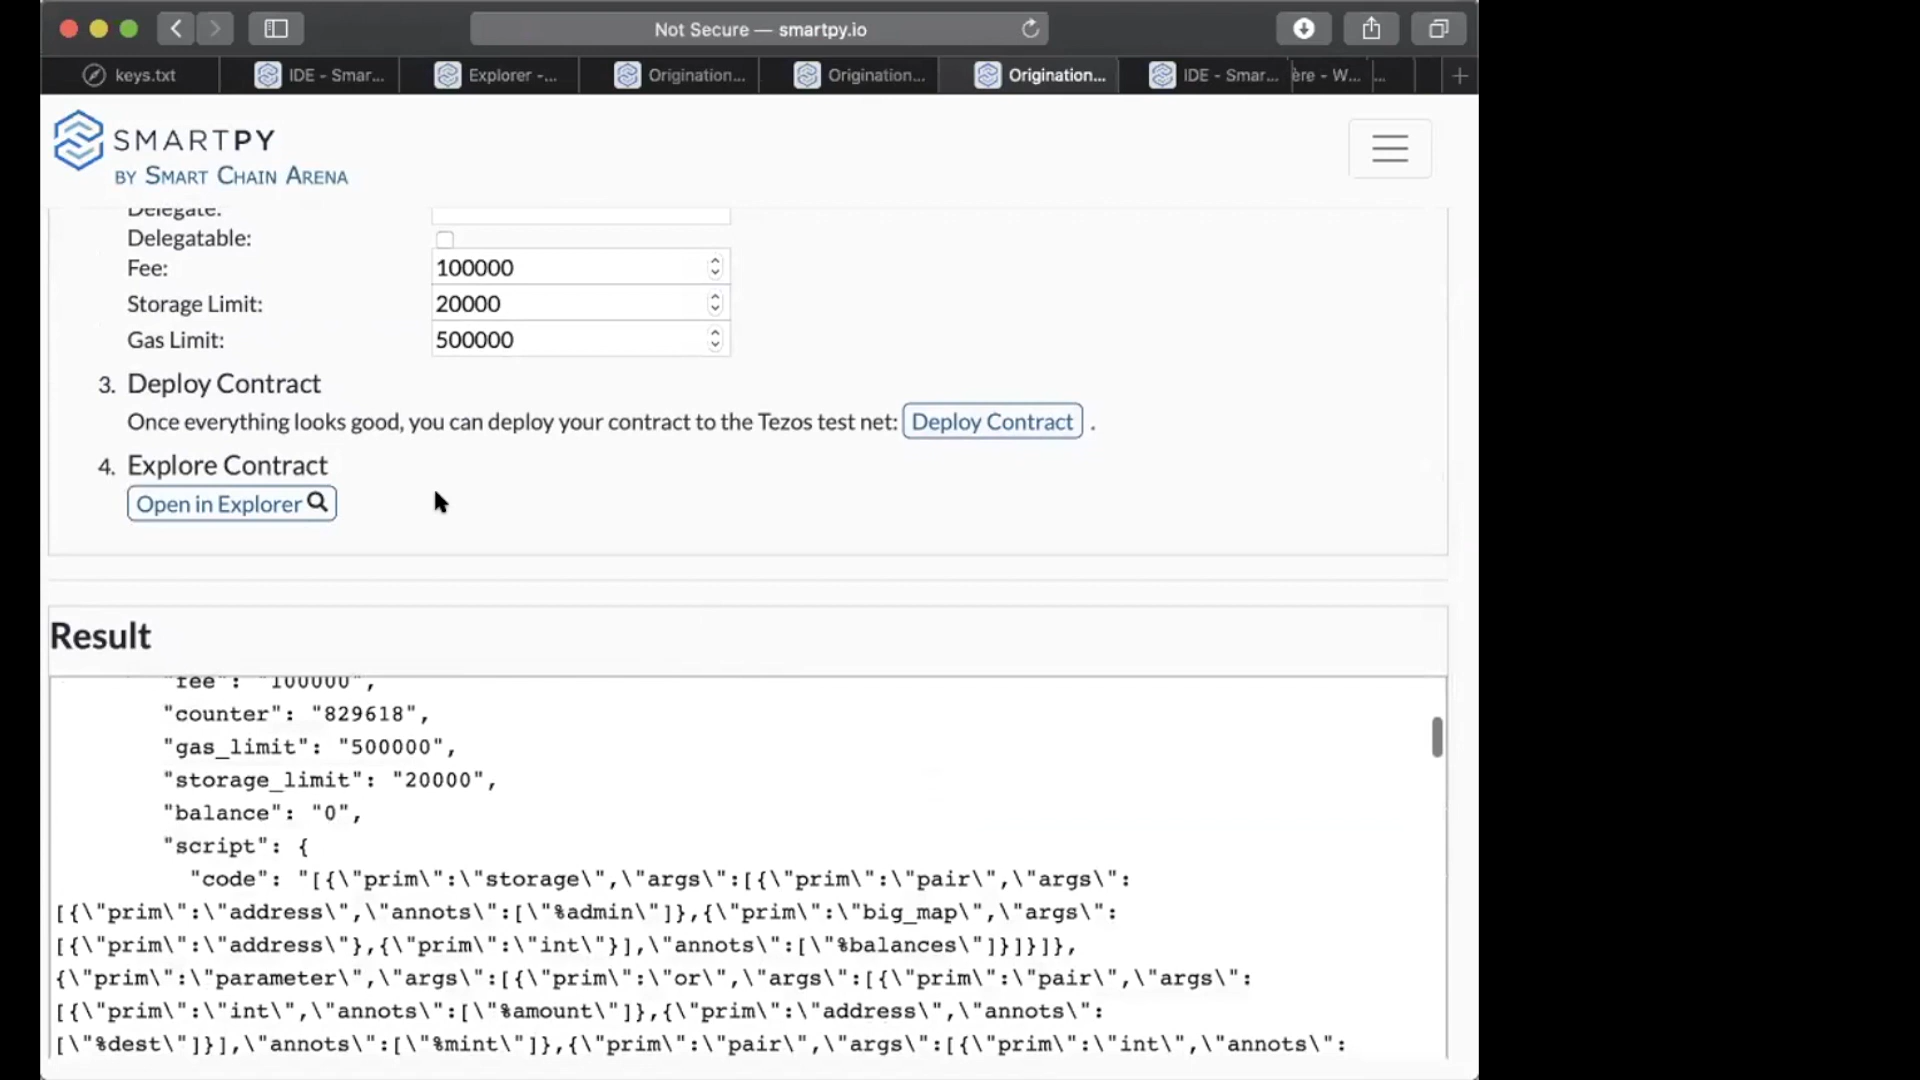 Not Secure — smartpy.io
keys.txt
IDE - Smar...
Explorer -...
Origination...
Origination...
Origination...
IDE - Smar...
ere - W...
...
SMARTPY
BY SMART CHAIN ARENA
Delegate:
Delegatable:
Fee: 100000
Storage Limit: 20000
Gas Limit: 500000
3. Deploy Contract
Once everything looks good, you can deploy your contract to the Tezos test net: Deploy Contract .
4. Explore Contract
Open in Explorer
Result
"fee": "100000",
"counter": "829618",
"gas_limit": "500000",
"storage_limit": "20000",
"balance": "0",
"script": {
"code": "[{\"prim\":\"storage\",\"args\":[{\"prim\":\"pair\",\"args\":
[{\"prim\":\"address\",\"annots\":[\"%admin\"]},{\"prim\":\"big_map\",\"args\":
[{\"prim\":\"address\"},{\"prim\":\"int\"}],\"annots\":[\"%balances\"]}]}]},
{\"prim\":\"parameter\",\"args\":[{\"prim\":\"or\",\"args\":[{\"prim\":\"pair\",\"args\":
[{\"prim\":\"int\",\"annots\":[\"%amount\"]},{\"prim\":\"address\",\"annots\":
[\"%dest\"]}],\"annots\":[\"%mint\"]},{\"prim\":\"pair\",\"args\":[{\"prim\":\"int\",\"annots\":